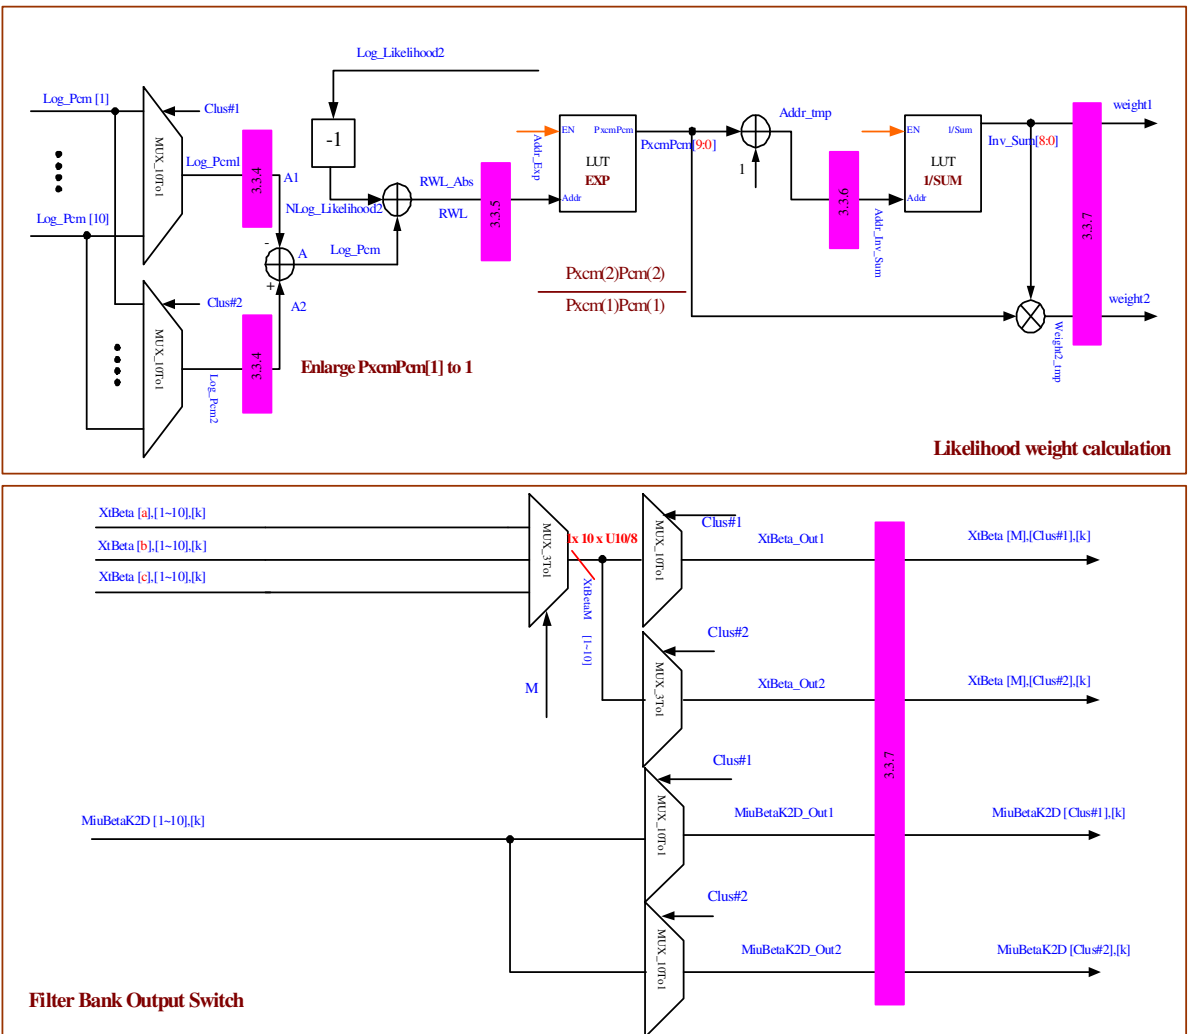 Log_Likelihood2
Log_Pcm [1]
Clus#1
MUX_10To1
Log_Pcm1
3.3.4
A1
-1
NLog_Likelihood2
RWL_Abs
RWL
3.3.5
Addr_Exp
EN
PxcmPcm
LUT
EXP
Addr
PxcmPcm[9:0]
Addr_tmp
1
3.3.6
Addr_Inv_Sum
EN
1/Sum
LUT
1/SUM
Addr
Inv_Sum[8:0]
3.3.7
weight1
Log_Pcm [10]
-
A
Log_Pcm
+
A2
Pxcm(2)Pcm(2)
Pxcm(1)Pcm(1)
weight2
Weight2_tmp
Clus#2
MUX_10To1
Log_Pcm2
3.3.4
Enlarge PxcmPcm[1] to 1
Likelihood weight calculation
XtBeta [a],[1~10],[k]
XtBeta [b],[1~10],[k]
XtBeta [c],[1~10],[k]
MUX_3To1
M
1x 10 x U10/8
XtBetaM [1~10]
Clus#1
MUX_10To1
XtBeta_Out1
XtBeta [M],[Clus#1],[k]
Clus#2
MUX_3To1
XtBeta_Out2
XtBeta [M],[Clus#2],[k]
3.3.7
Clus#1
MiuBetaK2D [1~10],[k]
MUX_10To1
MiuBetaK2D_Out1
MiuBetaK2D [Clus#1],[k]
Clus#2
MUX_10To1
MiuBetaK2D_Out2
MiuBetaK2D [Clus#2],[k]
Filter Bank Output Switch